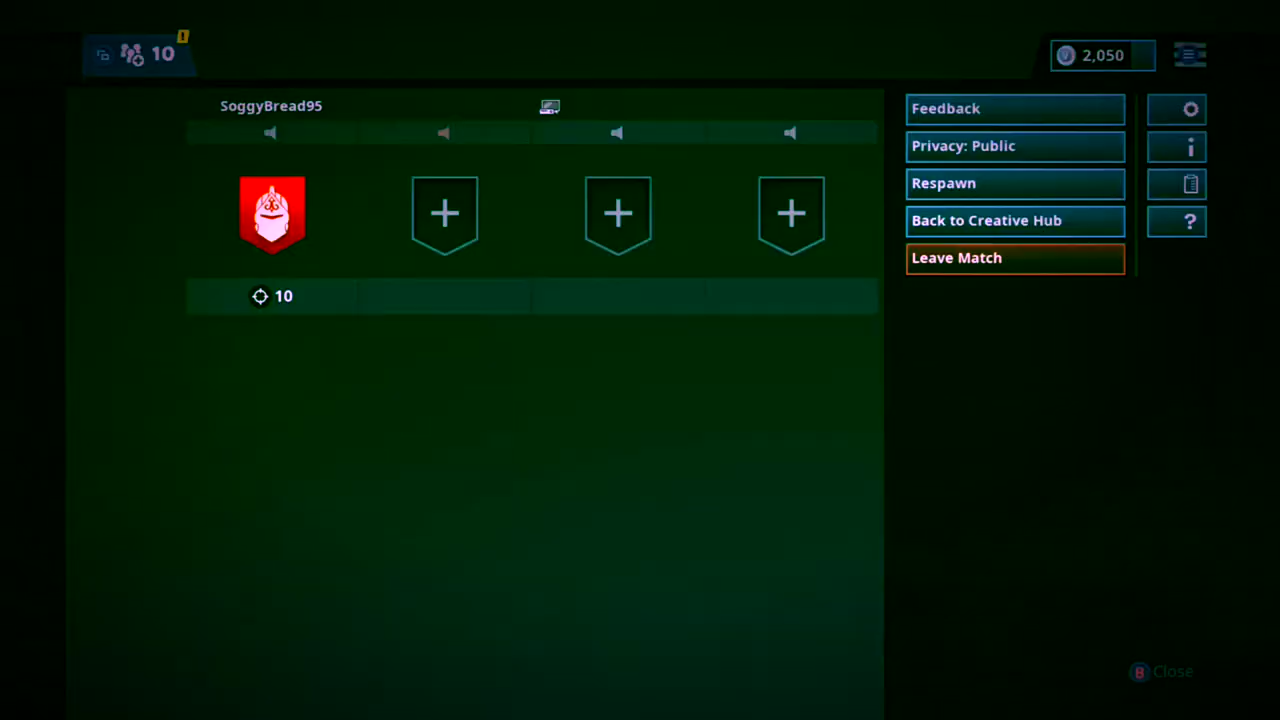 10
!
2,050
SoggyBread95
Feedback
Privacy: Public
Respawn
Back to Creative Hub
Leave Match
i
?
10
B Close